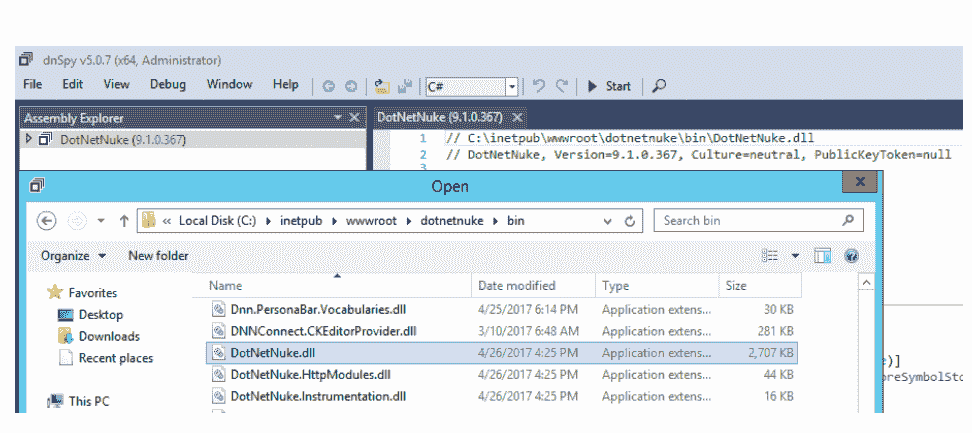 dnSpy v5.0.7 (x64, Administrator)
File Edit View Debug Window Help C# Start
Assembly Explorer
DotNetNuke (9.1.0.367)
DotNetNuke (9.1.0.367)
1 // C:\inetpub\wwwroot\dotnetnuke\bin\DotNetNuke.dll
2 // DotNetNuke, Version=9.1.0.367, Culture=neutral, PublicKeyToken=null
3
Open
« Local Disk (C:) inetpub wwwroot dotnetnuke bin
Search bin
Organize New folder
Favorites
Desktop
Downloads
Recent places
This PC
Name Date modified Type Size
Dnn.PersonaBar.Vocabularies.dll 4/25/2017 6:14 PM Application extens... 30 KB
DNNConnect.CKEditorProvider.dll 3/10/2017 6:48 AM Application extens... 281 KB
DotNetNuke.dll 4/26/2017 4:25 PM Application extens... 2,707 KB
DotNetNuke.HttpModules.dll 4/26/2017 4:25 PM Application extens... 44 KB
DotNetNuke.Instrumentation.dll 4/26/2017 4:25 PM Application extens... 16 KB